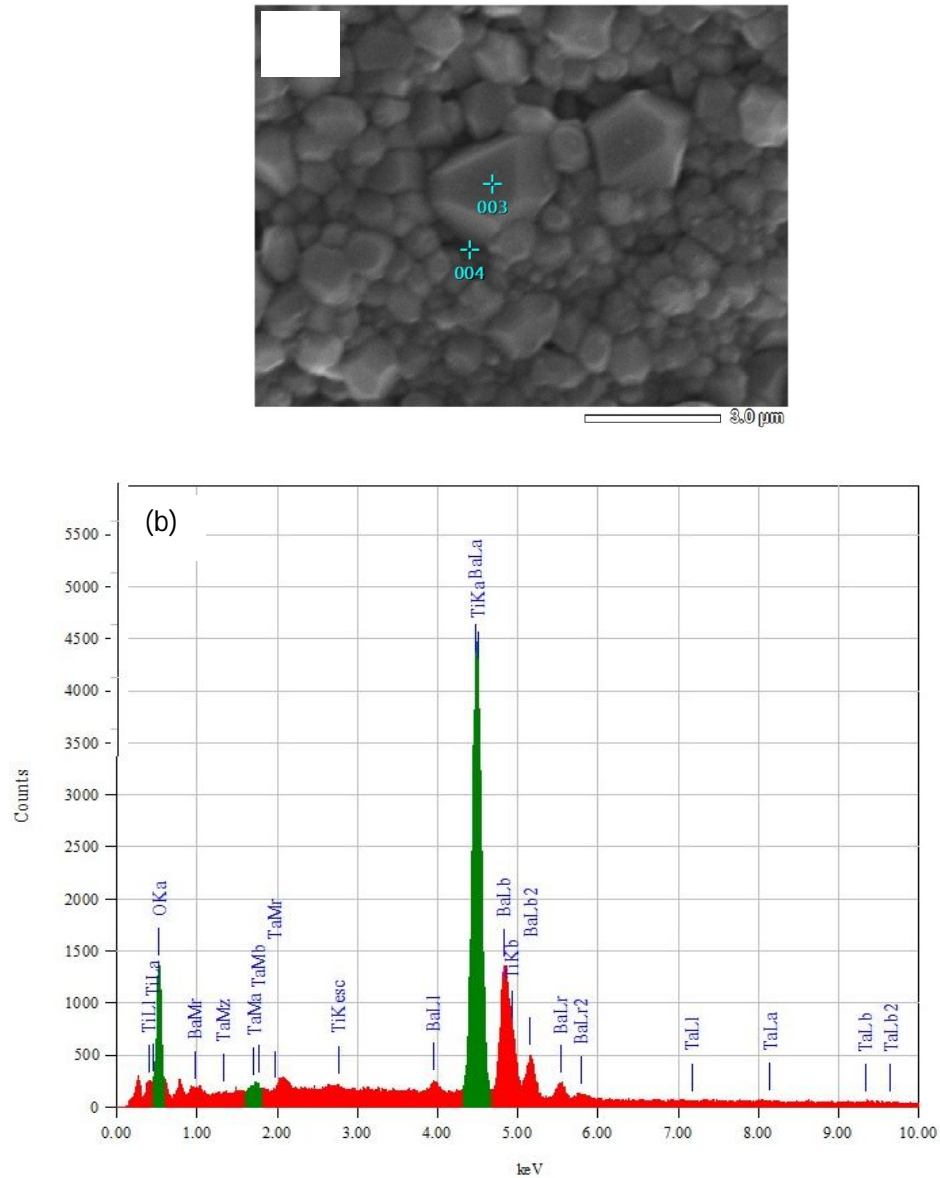 003
004
3.0 µm
(b)
5500
5000
4500
4000
3500
3000
2500
2000
1500
1000
500
0
Counts
TiLl
TiLa
OKa
BaMr
TaMz
TaMa
TaMb
TaMr
TiKesc
BaLl
TiKa
BaLa
BaLb
TiKb
BaLb2
BaLr
BaLr2
TaLl
TaLa
TaLb
TaLb2
0.00 1.00 2.00 3.00 4.00 5.00 6.00 7.00 8.00 9.00 10.00
keV